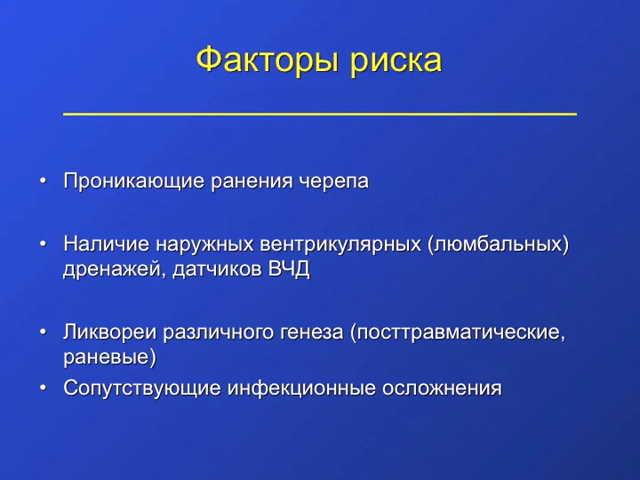 Факторы риска
• Проникающие ранения черепа
• Наличие наружных вентрикулярных (люмбальных)
дренажей, датчиков ВЧД
• Ликвореи различного генеза (посттравматические,
раневые)
• Сопутствующие инфекционные осложнения